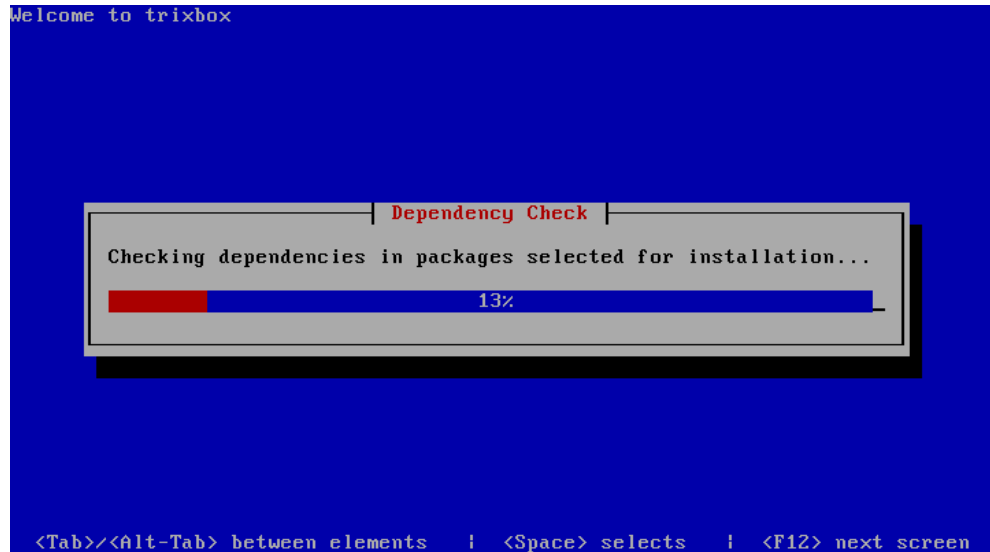 Welcome to trixbox
Dependency Check
Checking dependencies in packages selected for installation...
13%
<Tab>/<Alt-Tab> between elements | <Space> selects | <F12> next screen